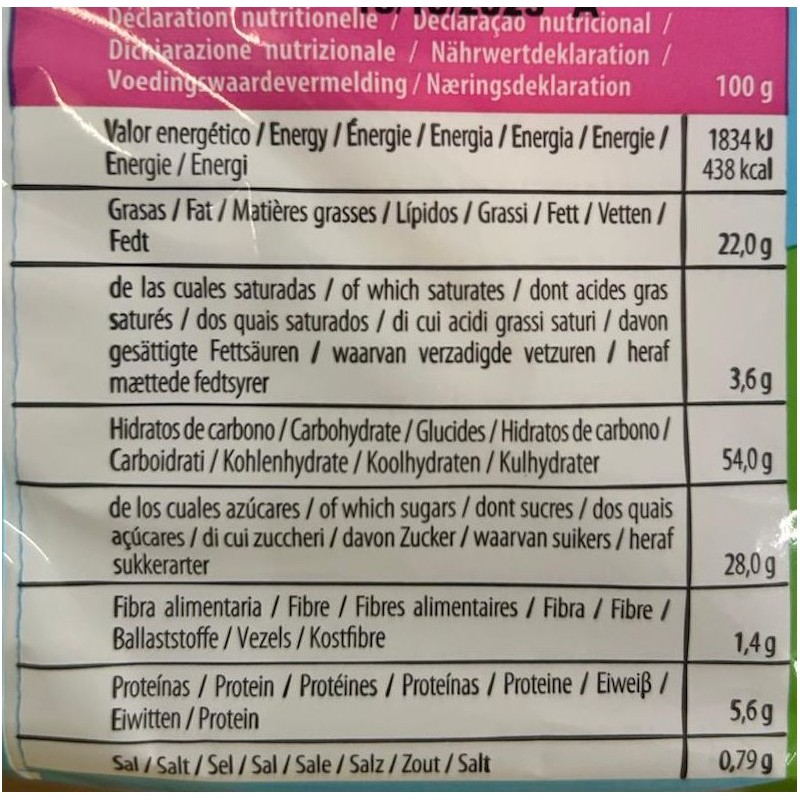 Déclaration nutritionelle / Declaração nutricional /
Dichiarazione nutrizionale / Nährwertdeklaration /
Voedingswaardevermelding / Næringsdeklaration 100 g
Valor energético / Energy / Énergie / Energia / Energia / Energie / 1834 kJ
Energie / Energi 438 kcal
Grasas / Fat / Matières grasses / Lípidos / Grassi / Fett / Vetten /
Fedt 22,0 g
de las cuales saturadas / of which saturates / dont acides gras
saturés / dos quais saturados / di cui acidi grassi saturi / davon
gesättigte Fettsäuren / waarvan verzadigde vetzuren / heraf
mættede fedtsyrer 3,6 g
Hidratos de carbono / Carbohydrate / Glucides / Hidratos de carbono /
Carboidrati / Kohlenhydrate / Koolhydraten / Kulhydrater 54,0 g
de los cuales azúcares / of which sugars / dont sucres / dos quais
açúcares / di cui zuccheri / davon Zucker / waarvan suikers / heraf
sukkerarter 28,0 g
Fibra alimentaria / Fibre / Fibres alimentaires / Fibra / Fibre /
Ballaststoffe / Vezels / Kostfibre 1,4 g
Proteínas / Protein / Protéines / Proteínas / Proteine / Eiweiß /
Eiwitten / Protein 5,6 g
Sal / Salt / Sel / Sal / Sale / Salz / Zout / Salt 0,79 g